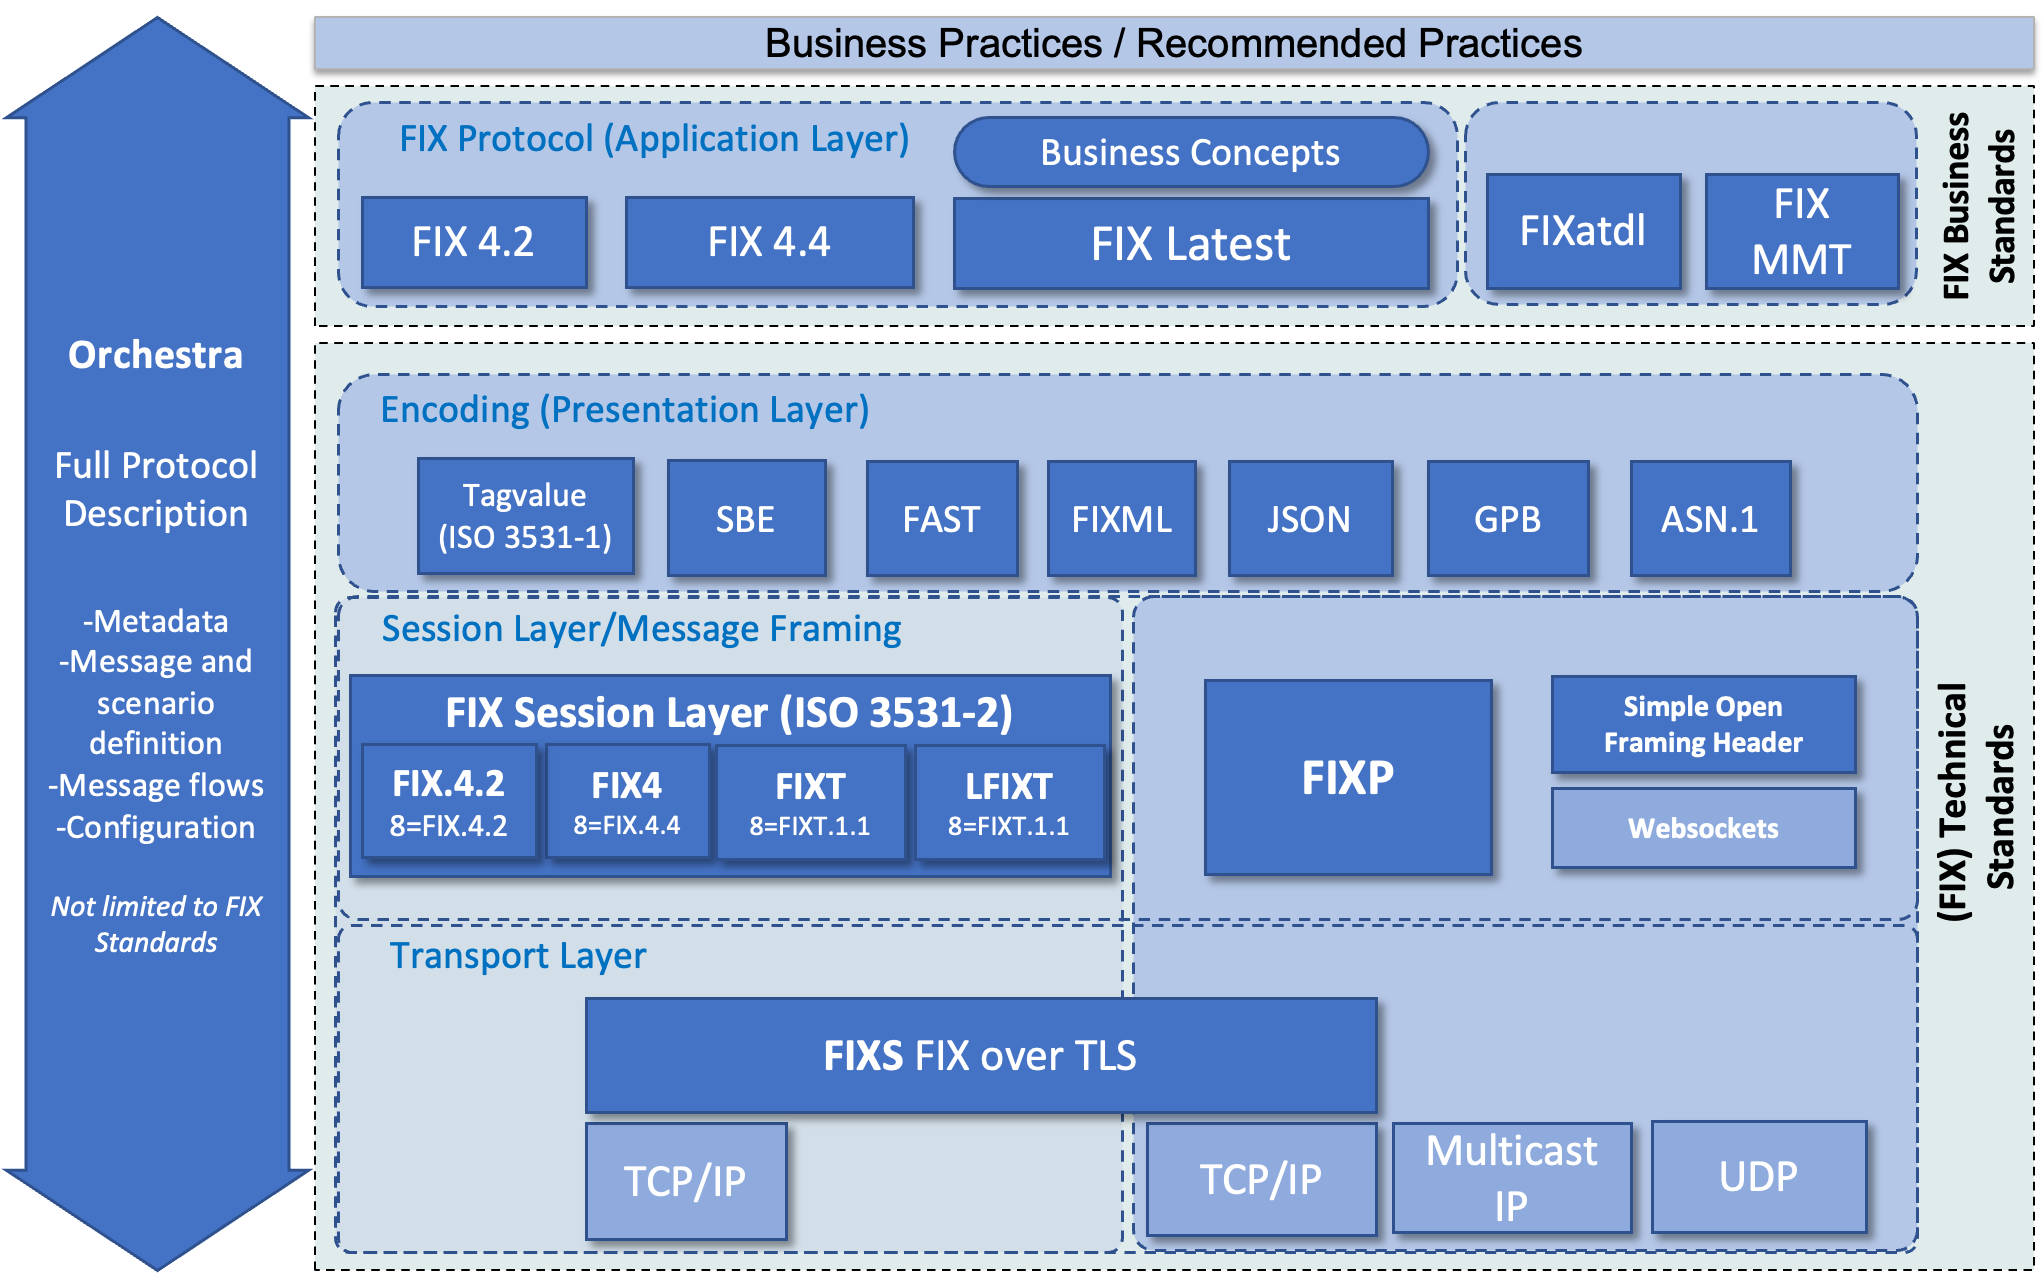 Business Practices / Recommended Practices
Orchestra
Full Protocol
Description
-Metadata
-Message and
scenario
definition
-Message flows
-Configuration
Not limited to FIX
Standards
FIX Protocol (Application Layer)
Business Concepts
FIX 4.2
FIX 4.4
FIX Latest
FIXatdl
FIX
MMT
FIX Business
Standards
Encoding (Presentation Layer)
Tagvalue
(ISO 3531-1)
SBE
FAST
FIXML
JSON
GPB
ASN.1
Session Layer/Message Framing
FIX Session Layer (ISO 3531-2)
FIX.4.2
8=FIX.4.2
FIX4
8=FIX.4.4
FIXT
8=FIXT.1.1
LFIXT
8=FIXT.1.1
FIXP
Simple Open
Framing Header
Websockets
(FIX) Technical
Standards
Transport Layer
FIXS FIX over TLS
TCP/IP
TCP/IP
Multicast
IP
UDP